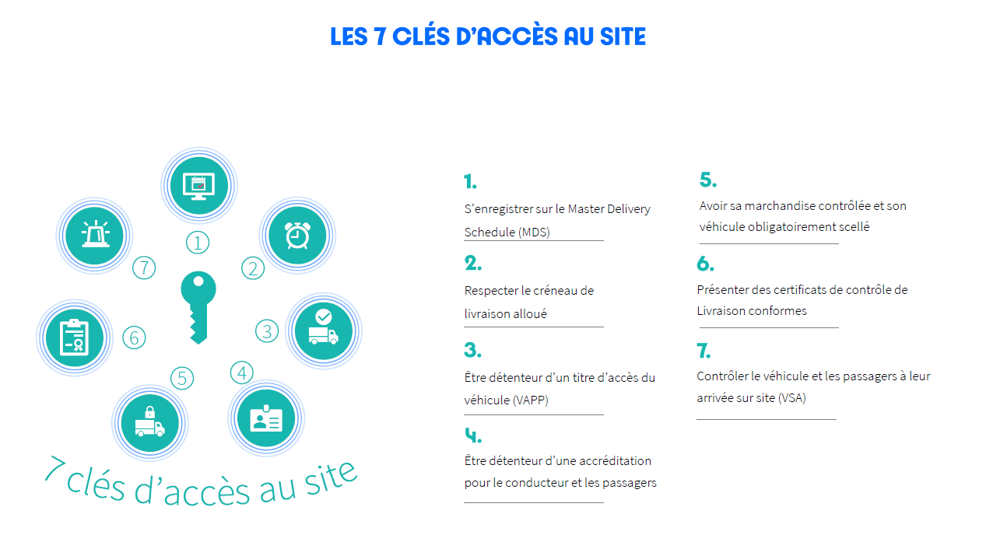 LES 7 CLÉS D’ACCÈS AU SITE
1
2
3
4
5
6
7
7 clés d’accès au site
1.
S’enregistrer sur le Master Delivery
Schedule (MDS)
2.
Respecter le créneau de
livraison alloué
3.
Être détenteur d’un titre d’accès du
véhicule (VAPP)
4.
Être détenteur d’une accréditation
pour le conducteur et les passagers
5.
Avoir sa marchandise contrôlée et son
véhicule obligatoirement scellé
6.
Présenter des certificats de contrôle de
Livraison conformes
7.
Contrôler le véhicule et les passagers à leur
arrivée sur site (VSA)